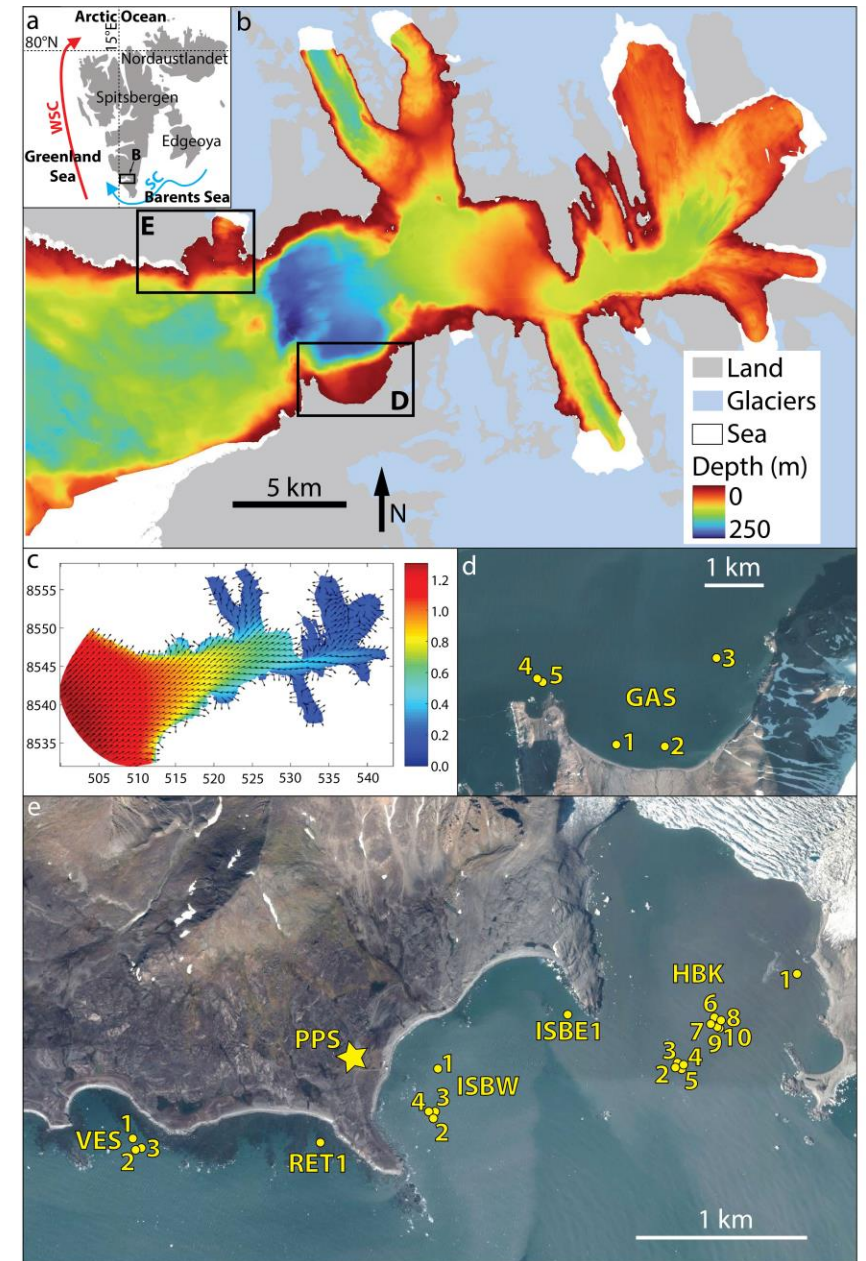 a
Arctic Ocean
80°N
15°E
Nordaustlandet
Spitsbergen
WSC
Edgeoya
Greenland
Sea
B
SC
Barents Sea
b
E
D
5 km
N
Land
Glaciers
Sea
Depth (m)
0
250
c
8555
8550
8545
8540
8535
505 510 515 520 525 530 535 540
1.2
1.0
0.8
0.6
0.4
0.2
0.0
d
1 km
4
5
3
GAS
1
2
e
HBK
1
6
8
7
9 10
3
4
2
5
ISBE1
PPS
1
ISBW
4 3
2
1
VES
3
2
RET1
1 km